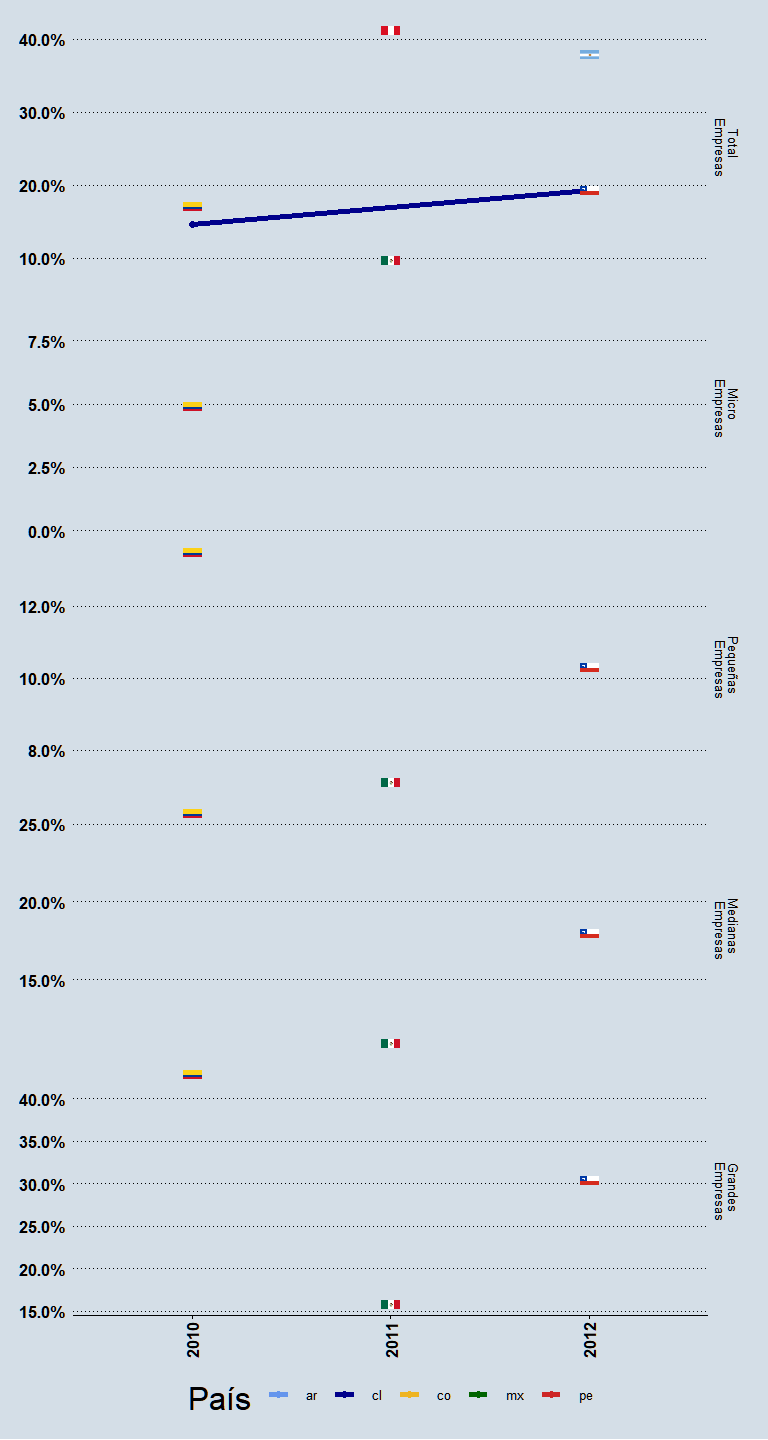 40.0%
30.0%
20.0%
10.0%
Total
Empresas
7.5%
5.0%
2.5%
0.0%
Micro
Empresas
12.0%
10.0%
8.0%
Pequeñas
Empresas
25.0%
20.0%
15.0%
Medianas
Empresas
40.0%
35.0%
30.0%
25.0%
20.0%
15.0%
Grandes
Empresas
2010
2011
2012
País ar cl co mx pe